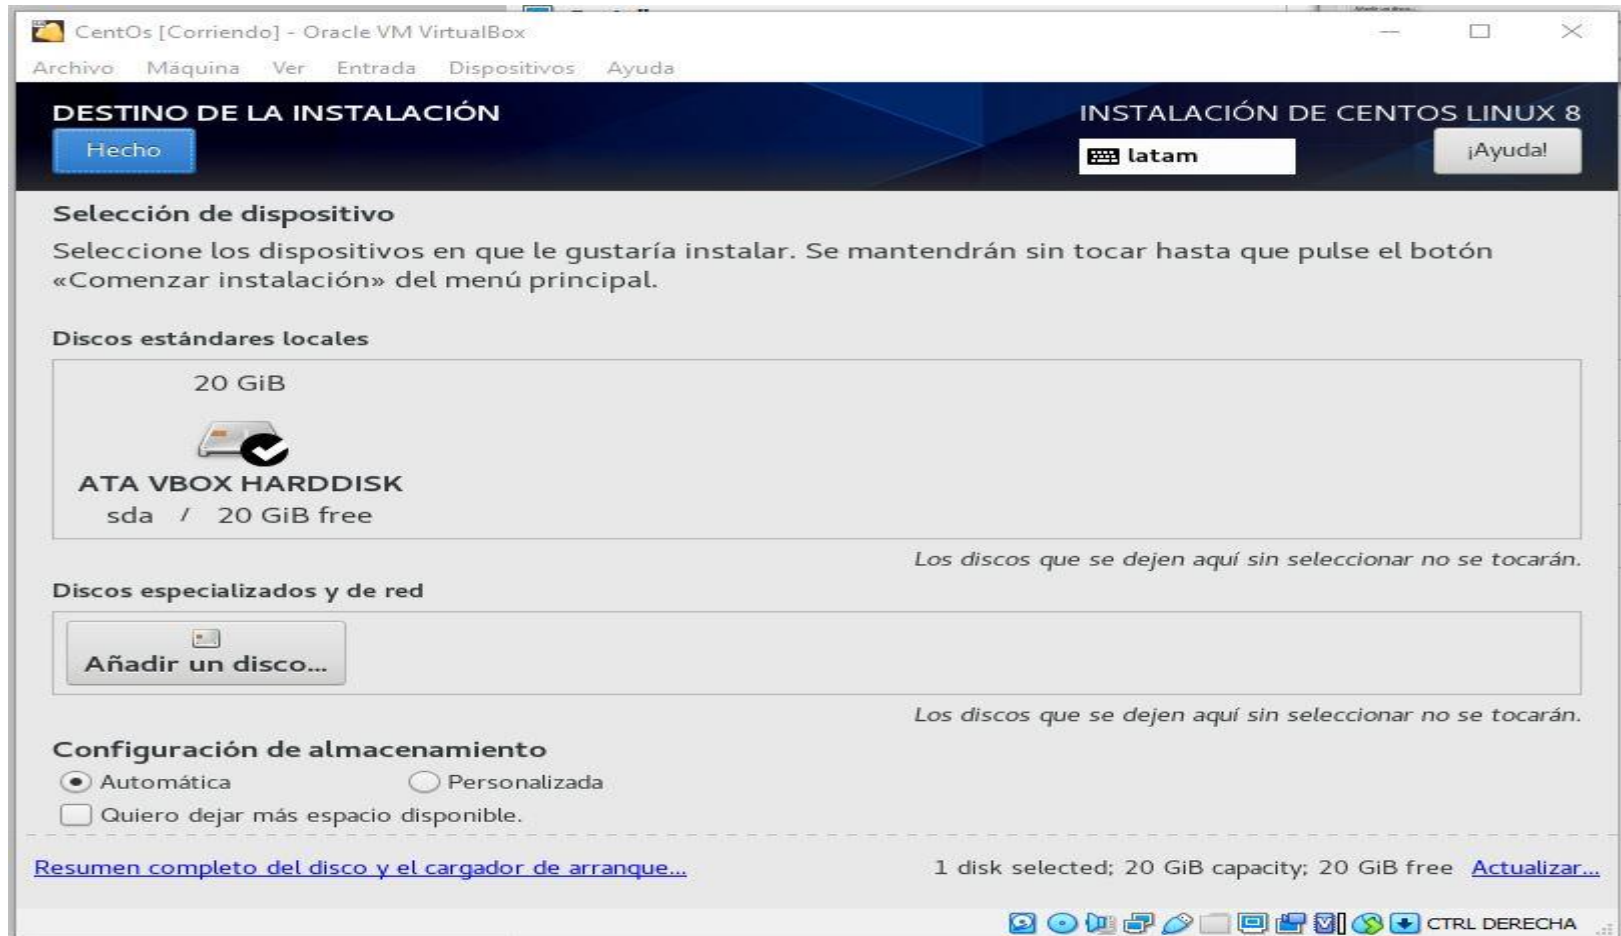 CentOs [Corriendo] - Oracle VM VirtualBox
Archivo Máquina Ver Entrada Dispositivos Ayuda
DESTINO DE LA INSTALACIÓN
INSTALACIÓN DE CENTOS LINUX 8
Hecho
latam
¡Ayuda!
Selección de dispositivo
Seleccione los dispositivos en que le gustaría instalar. Se mantendrán sin tocar hasta que pulse el botón
«Comenzar instalación» del menú principal.
Discos estándares locales
20 GiB
ATA VBOX HARDDISK
sda / 20 GiB free
Los discos que se dejen aquí sin seleccionar no se tocarán.
Discos especializados y de red
Añadir un disco...
Los discos que se dejen aquí sin seleccionar no se tocarán.
Configuración de almacenamiento
Automática Personalizada
Quiero dejar más espacio disponible.
Resumen completo del disco y el cargador de arranque...
1 disk selected; 20 GiB capacity; 20 GiB free Actualizar...
CTRL DERECHA